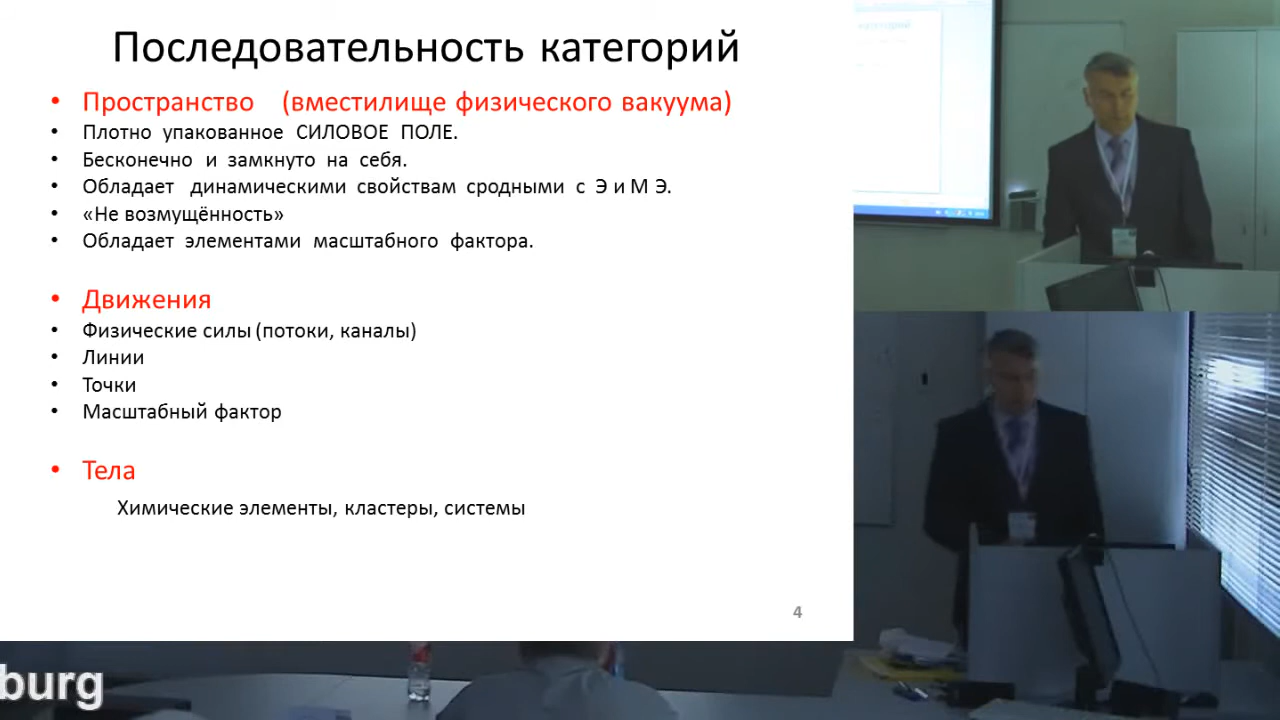 Последовательность категорий
• Пространство (вместилище физического вакуума)
• Плотно упакованное СИЛОВОЕ ПОЛЕ.
• Бесконечно и замкнуто на себя.
• Обладает динамическими свойствам сродными с Э и М Э.
• «Не возмущённость»
• Обладает элементами масштабного фактора.
• Движения
• Физические силы (потоки, каналы)
• Линии
• Точки
• Масштабный фактор
• Тела
Химические элементы, кластеры, системы
4
burg